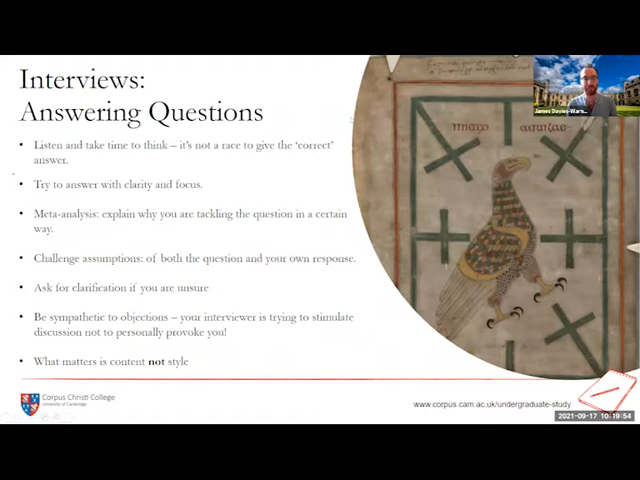 Interviews:
Answering Questions
• Listen and take time to think – it's not a race to give the 'correct'
answer.
• Try to answer with clarity and focus.
• Meta-analysis: explain why you are tackling the question in a certain
way.
• Challenge assumptions: of both the question and your own response.
• Ask for clarification if you are unsure
• Be sympathetic to objections – your interviewer is trying to stimulate
discussion not to personally provoke you!
• What matters is content not style
James Davies-Warn...
Corpus Christi College
University of Cambridge
www.corpus.cam.ac.uk/undergraduate-study
2021-09-17 10:19:54